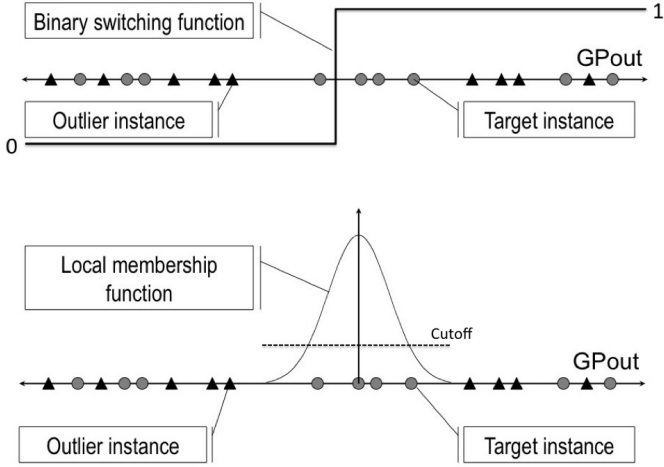 Binary switching function
1
GPout
Outlier instance
Target instance
0
Local membership
function
Cutoff
GPout
Outlier instance
Target instance